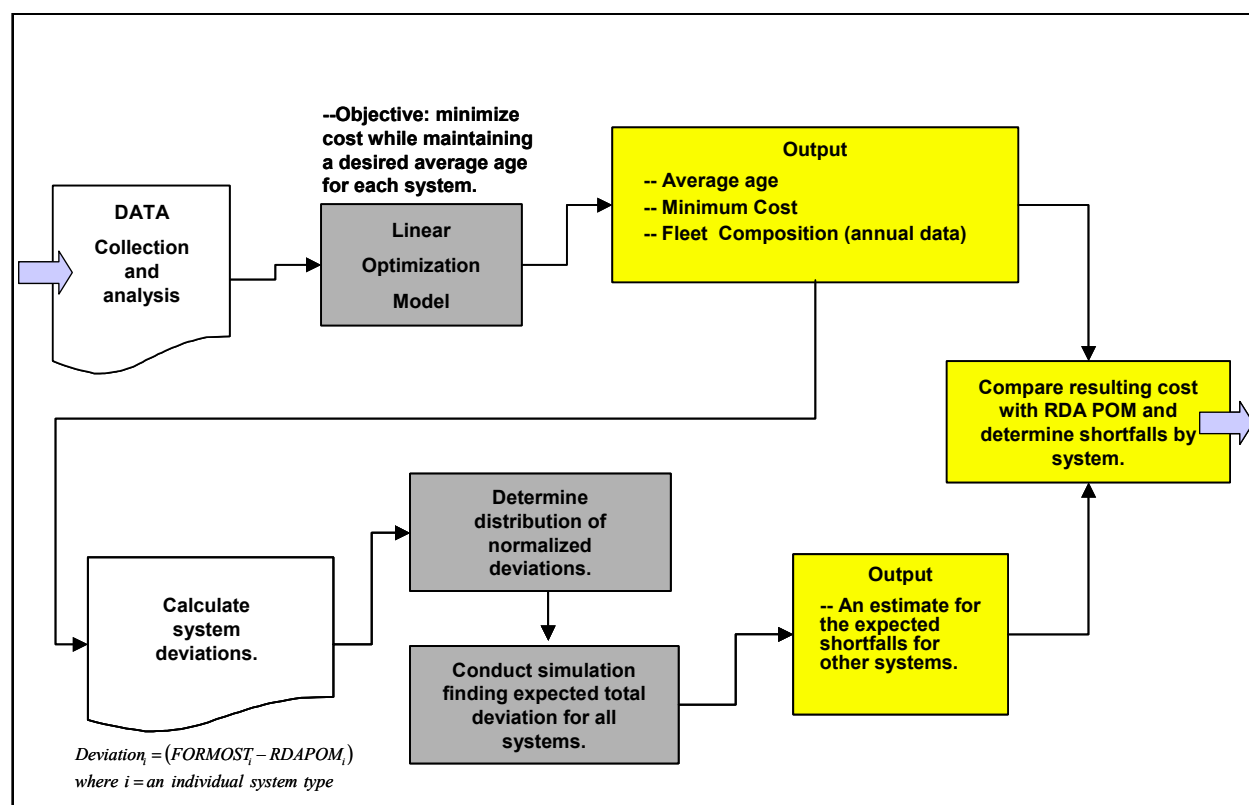 --Objective: minimize
cost while maintaining
a desired average age
for each system.
DATA
Collection
and
analysis
Linear
Optimization
Model
Output
-- Average age
-- Minimum Cost
-- Fleet Composition (annual data)
Compare resulting cost
with RDA POM and
determine shortfalls by
system.
Calculate
system
deviations.
Determine
distribution of
normalized
deviations.
Conduct simulation
finding expected total
deviation for all
systems.
Output
-- An estimate for
the expected
shortfalls for
other systems.
Deviation_i = (FORMOST_i − RDAPOM_i)
where i = an individual system type